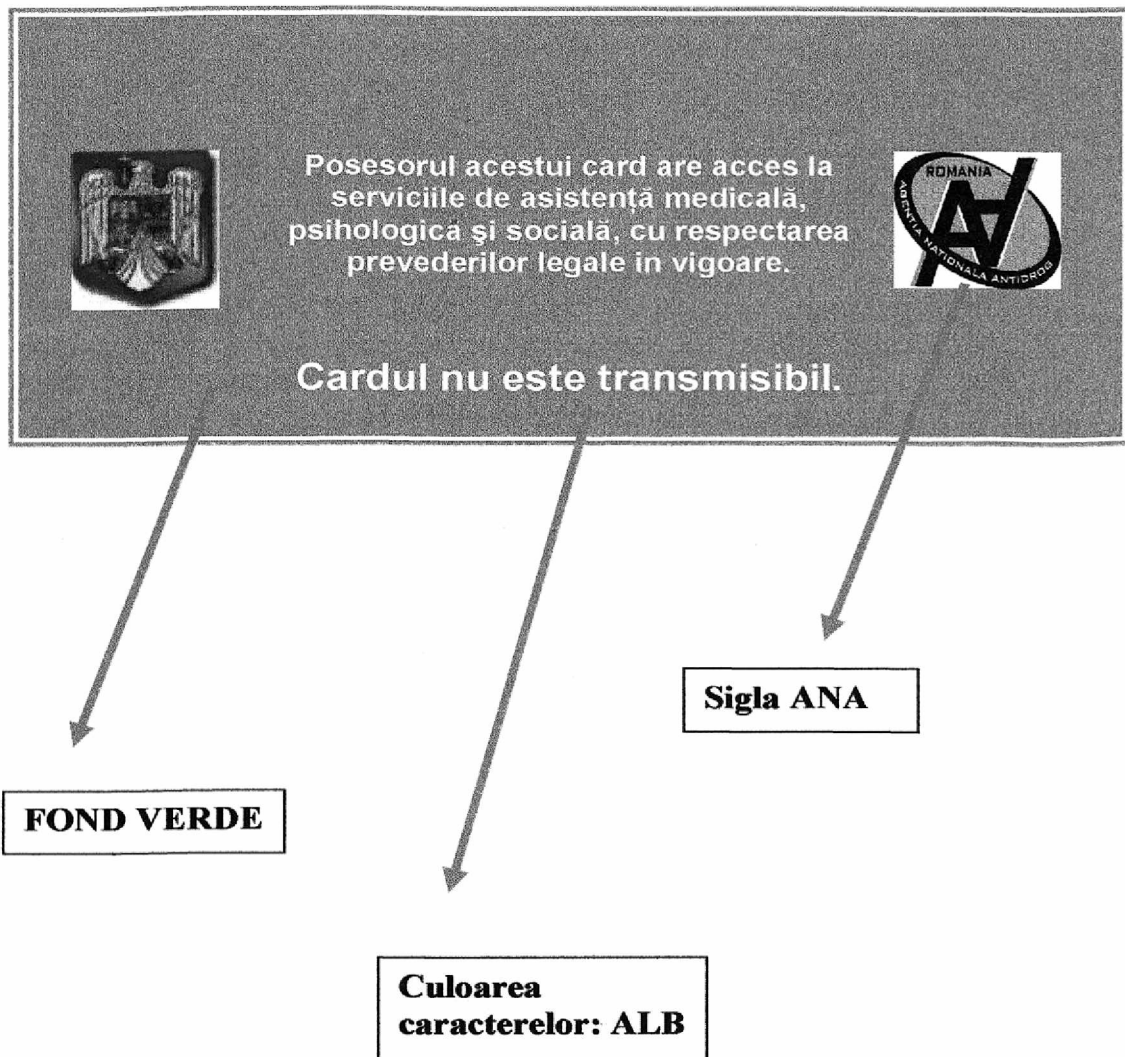 Posesorul acestui card are acces la
serviciile de asistență medicală,
psihologică şi socială, cu respectarea
prevederilor legale in vigoare.
ROMANIA
AGENTIA NATIONALA ANTIDROG
Cardul nu este transmisibil.
Sigla ANA
FOND VERDE
Culoarea
caracterelor: ALB